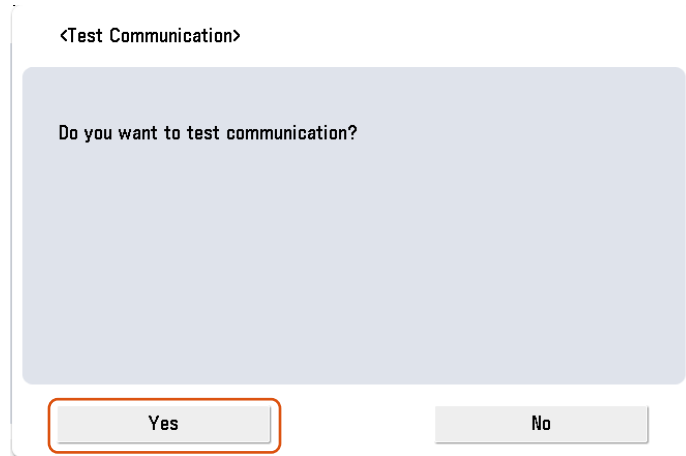 <Test Communication>
Do you want to test communication?
Yes
No